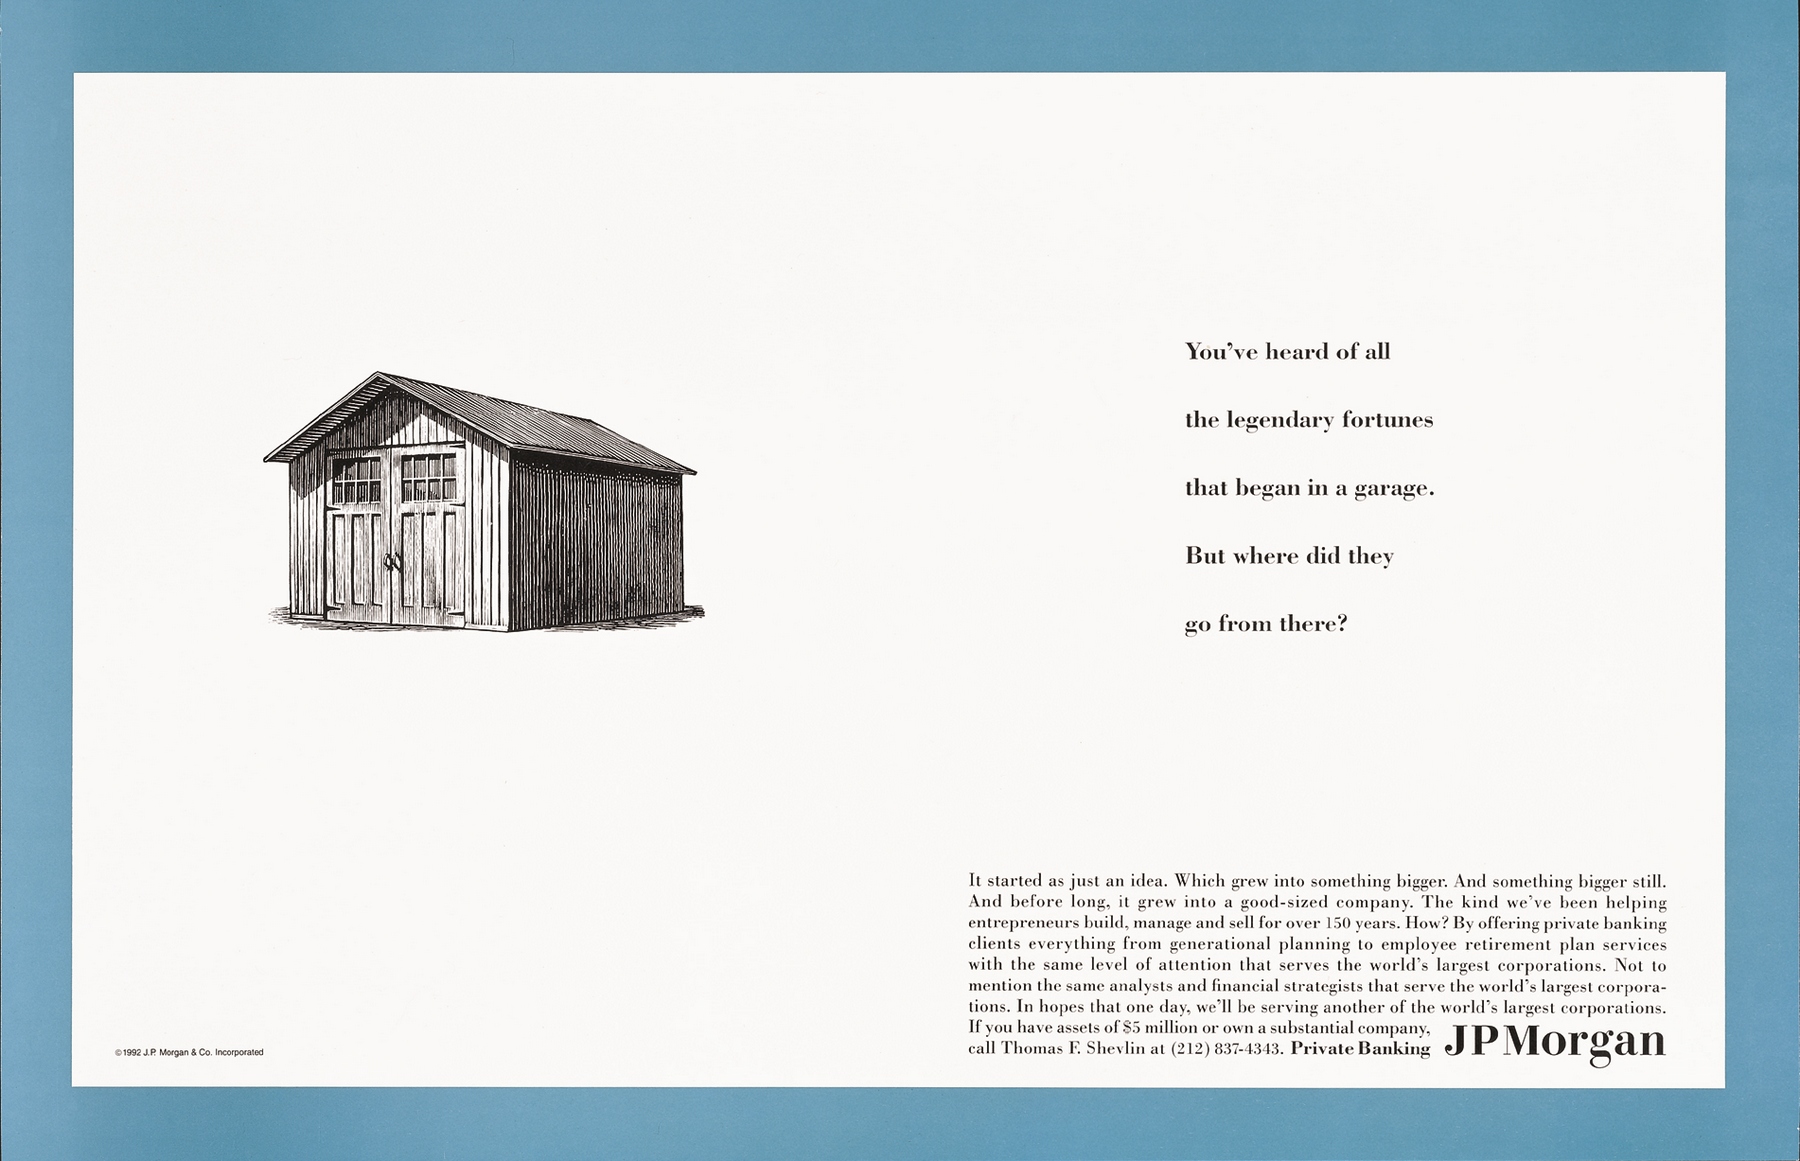 You've heard of all
the legendary fortunes
that began in a garage.
But where did they
go from there?
It started as just an idea. Which grew into something bigger. And something bigger still.
And before long, it grew into a good-sized company. The kind we've been helping
entrepreneurs build, manage and sell for over 150 years. How? By offering private banking
clients everything from generational planning to employee retirement plan services
with the same level of attention that serves the world's largest corporations. Not to
mention the same analysts and financial strategists that serve the world's largest corpora-
tions. In hopes that one day, we'll be serving another of the world's largest corporations.
If you have assets of $5 million or own a substantial company,
call Thomas F. Shevlin at (212) 837-4343. Private Banking
JPMorgan
©1992 J.P. Morgan & Co. Incorporated